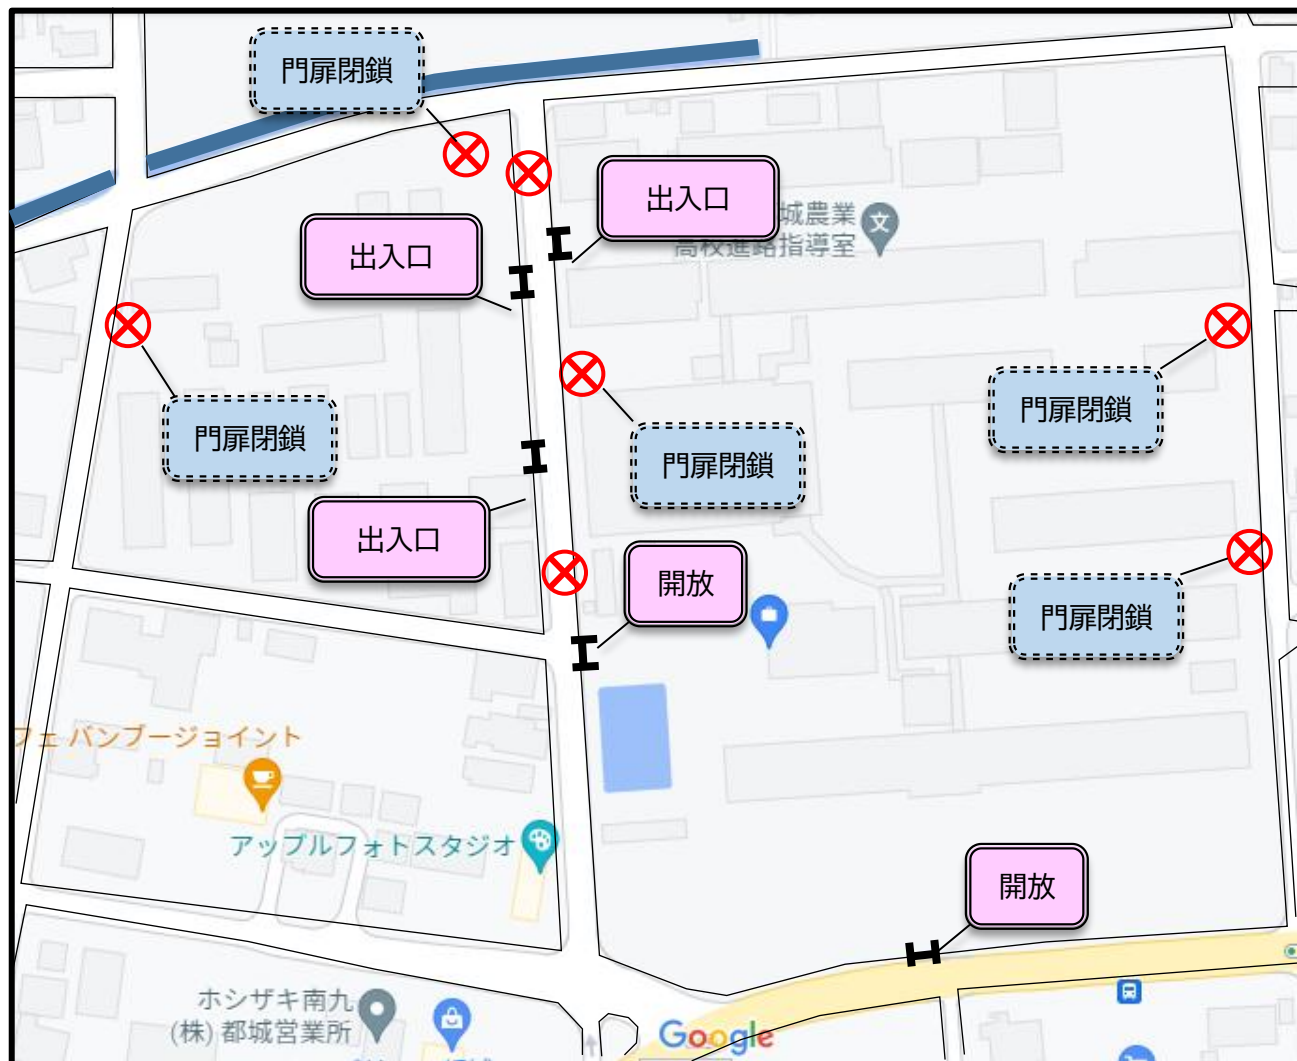 門扉閉鎖
出入口
城農業
高校進路指導室
出入口
門扉閉鎖
門扉閉鎖
門扉閉鎖
出入口
開放
門扉閉鎖
フェ バンブージョイント
アップルフォトスタジオ
開放
ホシザキ南九
(株) 都城営業所
Google